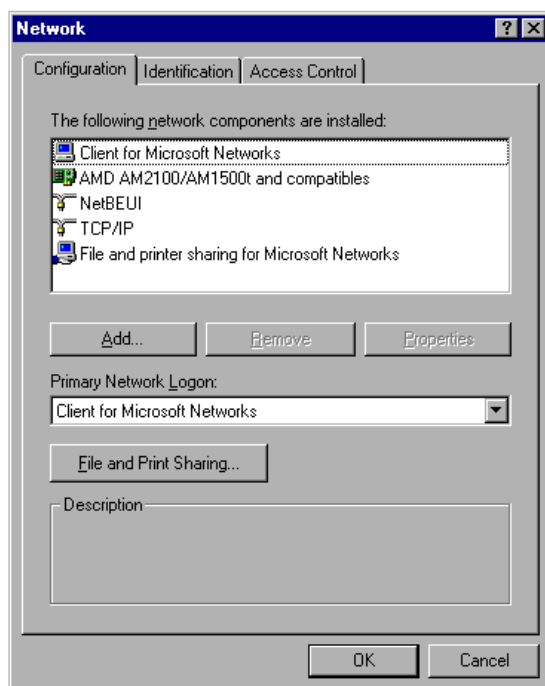 Network
Configuration Identification Access Control
The following network components are installed:
Client for Microsoft Networks
AMD AM2100/AM1500t and compatibles
NetBEUI
TCP/IP
File and printer sharing for Microsoft Networks
Add... Remove Properties
Primary Network Logon:
Client for Microsoft Networks
File and Print Sharing...
Description
OK Cancel